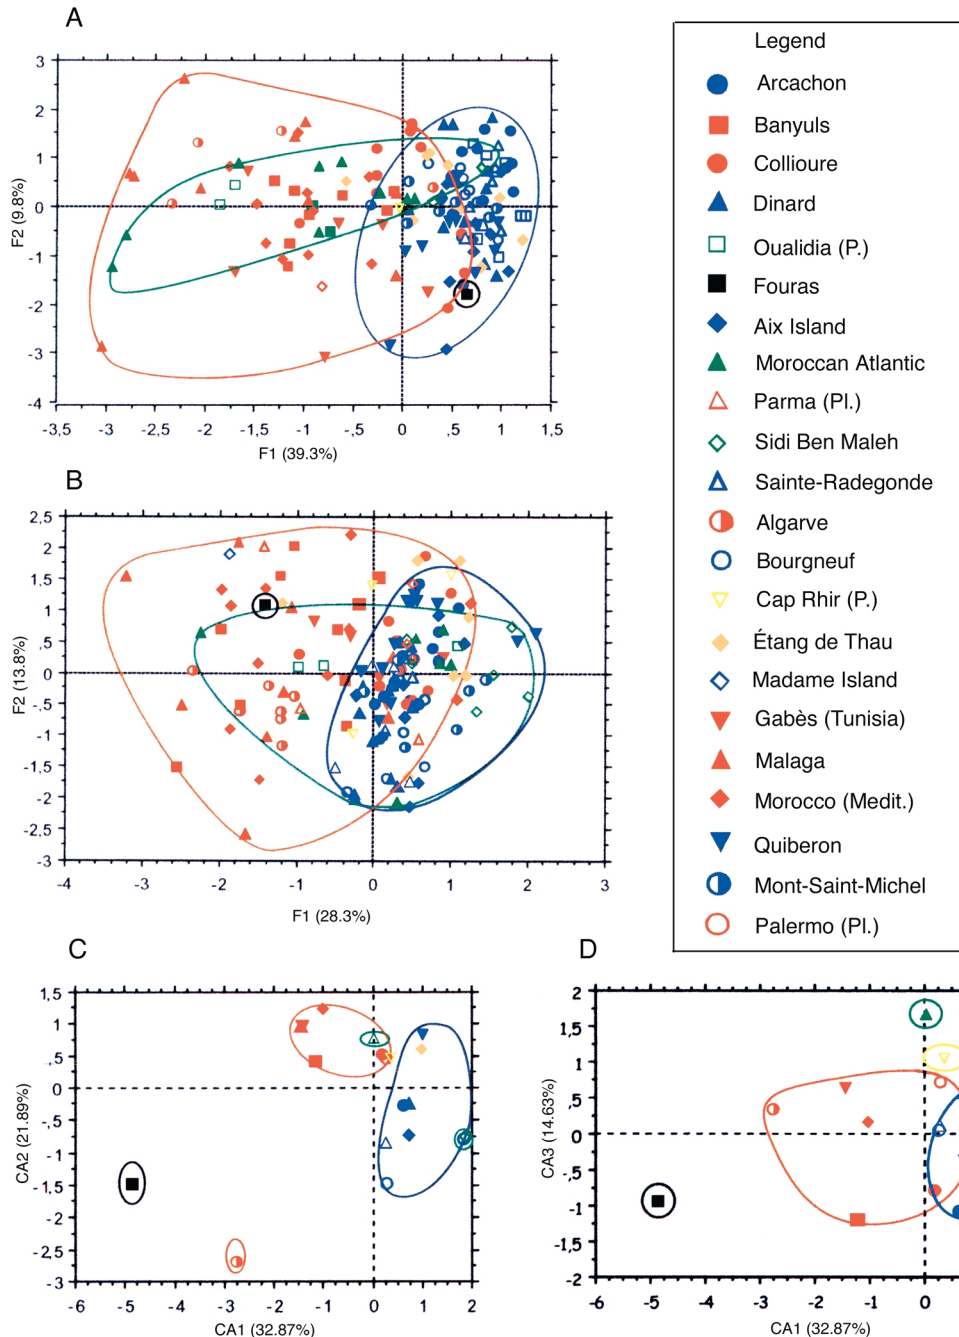 A
3
2
1
0
-1
-2
-3
-4
F2 (9.8%)
-3,5 -3 -2,5 -2 -1,5 -1 -,5 0 ,5 1 1,5
F1 (39.3%)
B
2,5
2
1,5
1
,5
0
-,5
-1
-1,5
-2
-2,5
-3
F2 (13.8%)
-4 -3 -2 -1 0 1 2 3
F1 (28.3%)
C
1,5
1
,5
0
-,5
-1
-1,5
-2
-2,5
-3
CA2 (21.89%)
-6 -5 -4 -3 -2 -1 0 1 2
CA1 (32.87%)
D
2
1,5
1
,5
0
-,5
-1
-1,5
-2
CA3 (14.63%)
-6 -5 -4 -3 -2 -1 0
CA1 (32.87%)
Legend
Arcachon
Banyuls
Collioure
Dinard
Oualidia (P.)
Fouras
Aix Island
Moroccan Atlantic
Parma (Pl.)
Sidi Ben Maleh
Sainte-Radegonde
Algarve
Bourgneuf
Cap Rhir (P.)
Étang de Thau
Madame Island
Gabès (Tunisia)
Malaga
Morocco (Medit.)
Quiberon
Mont-Saint-Michel
Palermo (Pl.)